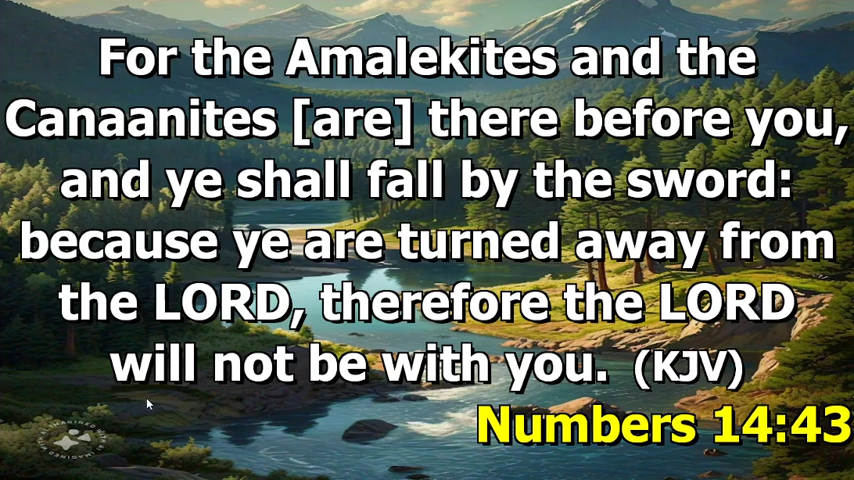 For the Amalekites and the
Canaanites [are] there before you,
and ye shall fall by the sword:
because ye are turned away from
the LORD, therefore the LORD
will not be with you. (KJV)
Numbers 14:43